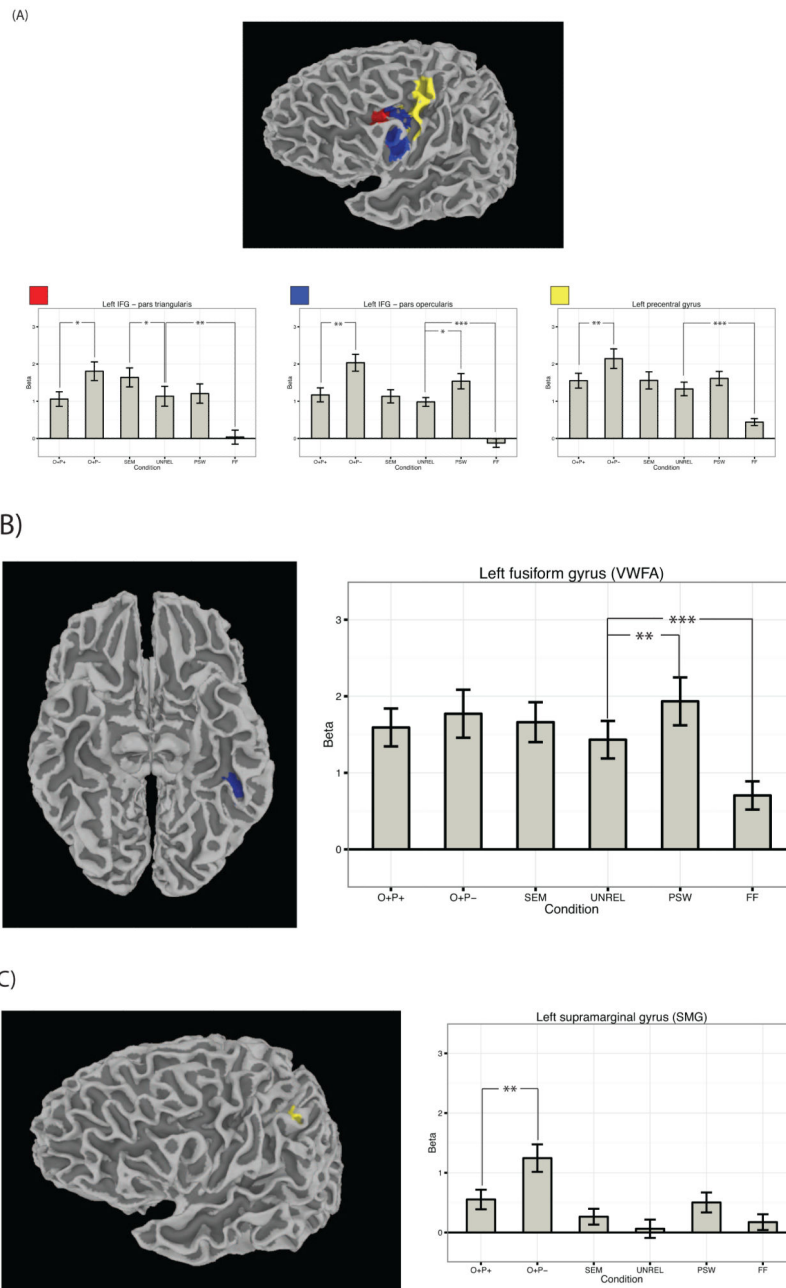 (A)
Left IFG − pars triangularis
Beta
3
2
1
0
*
*
**
O+P+ O+P− SEM UNREL PSW FF
Condition
Left IFG − pars opercularis
Beta
3
2
1
0
**
***
*
O+P+ O+P− SEM UNREL PSW FF
Condition
Left precentral gyrus
Beta
3
2
1
0
**
***
O+P+ O+P− SEM UNREL PSW FF
Condition
B)
Left fusiform gyrus (VWFA)
Beta
3
2
1
0
***
**
O+P+ O+P− SEM UNREL PSW FF
Condition
C)
Left supramarginal gyrus (SMG)
Beta
3
2
1
0
**
O+P+ O+P− SEM UNREL PSW FF
Condition